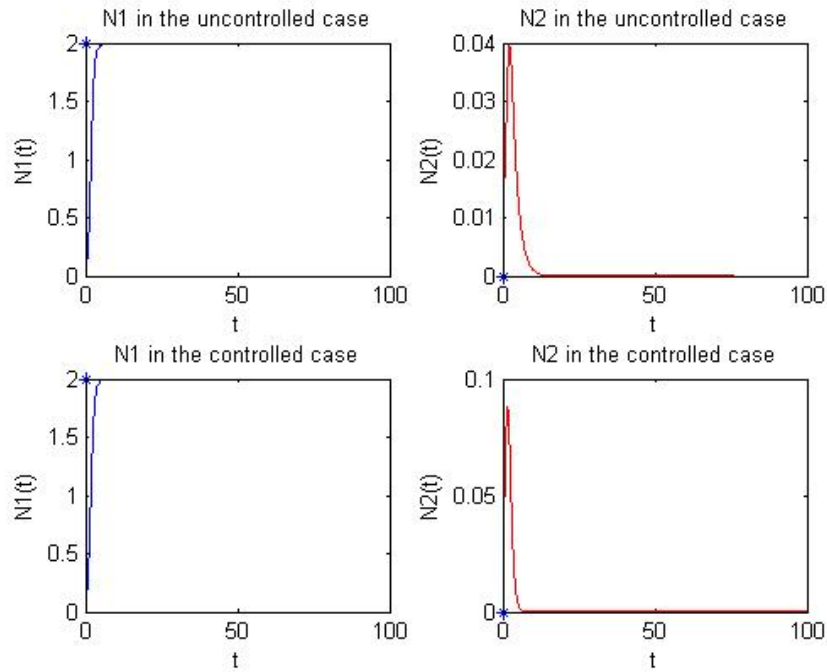 N1 in the uncontrolled case
N2 in the uncontrolled case
2
1.5
1
0.5
0
N1(t)
0
50
100
t
0.04
0.03
0.02
0.01
0
N2(t)
0
50
100
t
N1 in the controlled case
N2 in the controlled case
2
1.5
1
0.5
0
N1(t)
0
50
100
t
0.1
0.05
0
N2(t)
0
50
100
t